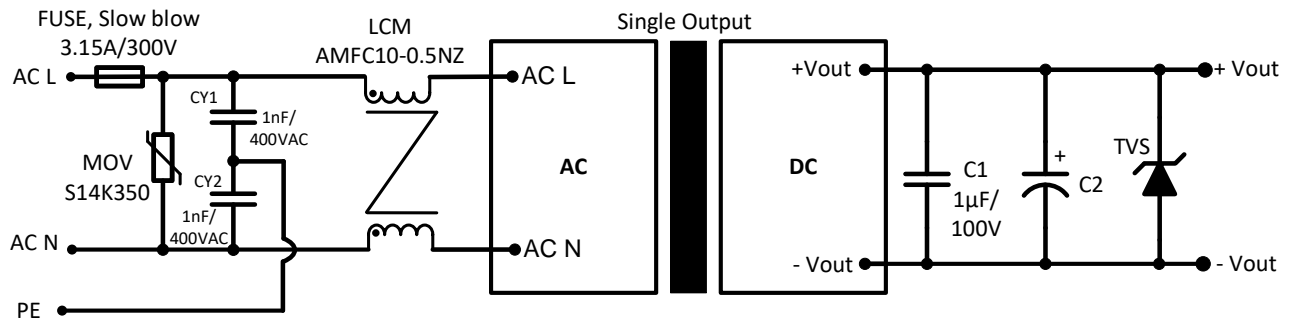 FUSE, Slow blow
3.15A/300V
LCM
AMFC10-0.5NZ
Single Output
AC L
AC L
+Vout
+ Vout
CY1
1nF/
400VAC
MOV
S14K350
CY2
1nF/
400VAC
AC
DC
C1
1µF/
100V
+
C2
TVS
AC N
AC N
- Vout
- Vout
PE